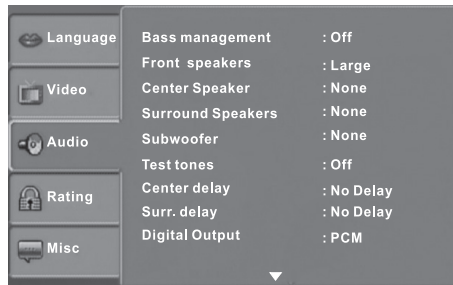 Language
Video
Audio
Rating
Misc
Bass management : Off
Front speakers : Large
Center Speaker : None
Surround Speakers : None
Subwoofer : None
Test tones : Off
Center delay : No Delay
Surr. delay : No Delay
Digital Output : PCM